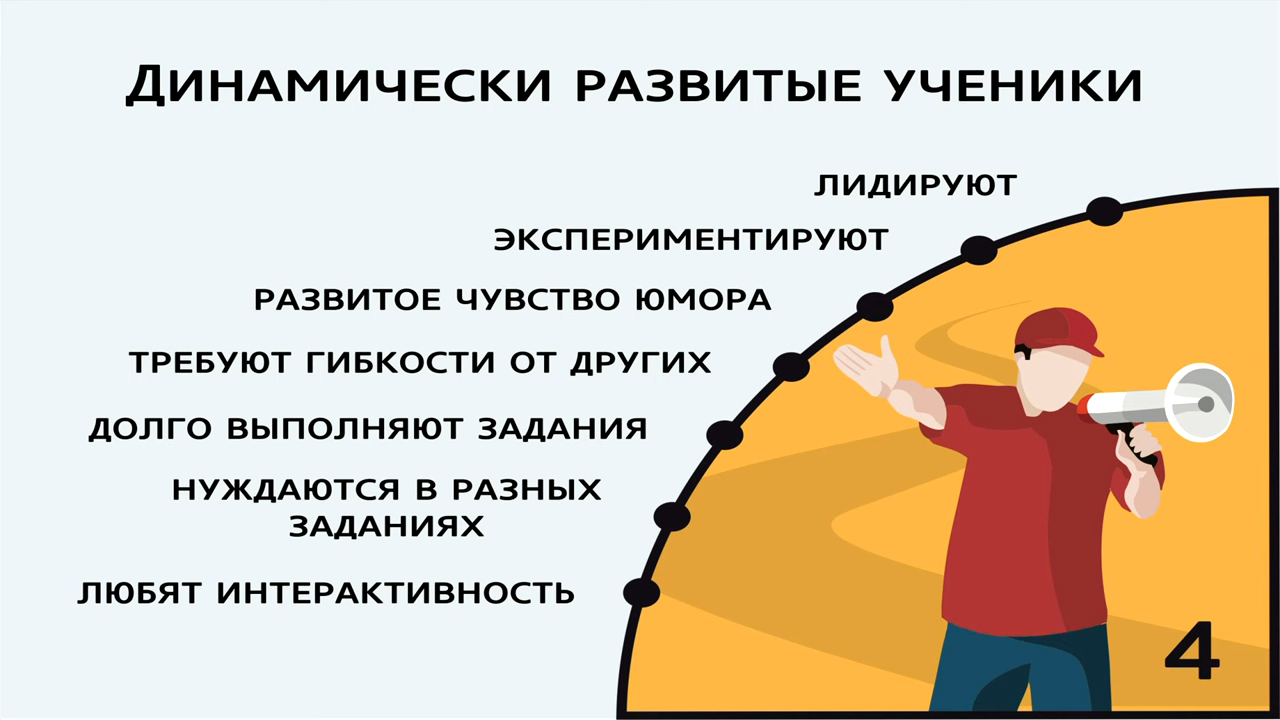 Динамически развитые ученики
лидируют
экспериментируют
развитое чувство юмора
требуют гибкости от других
долго выполняют задания
нуждаются в разных
заданиях
любят интерактивность
4